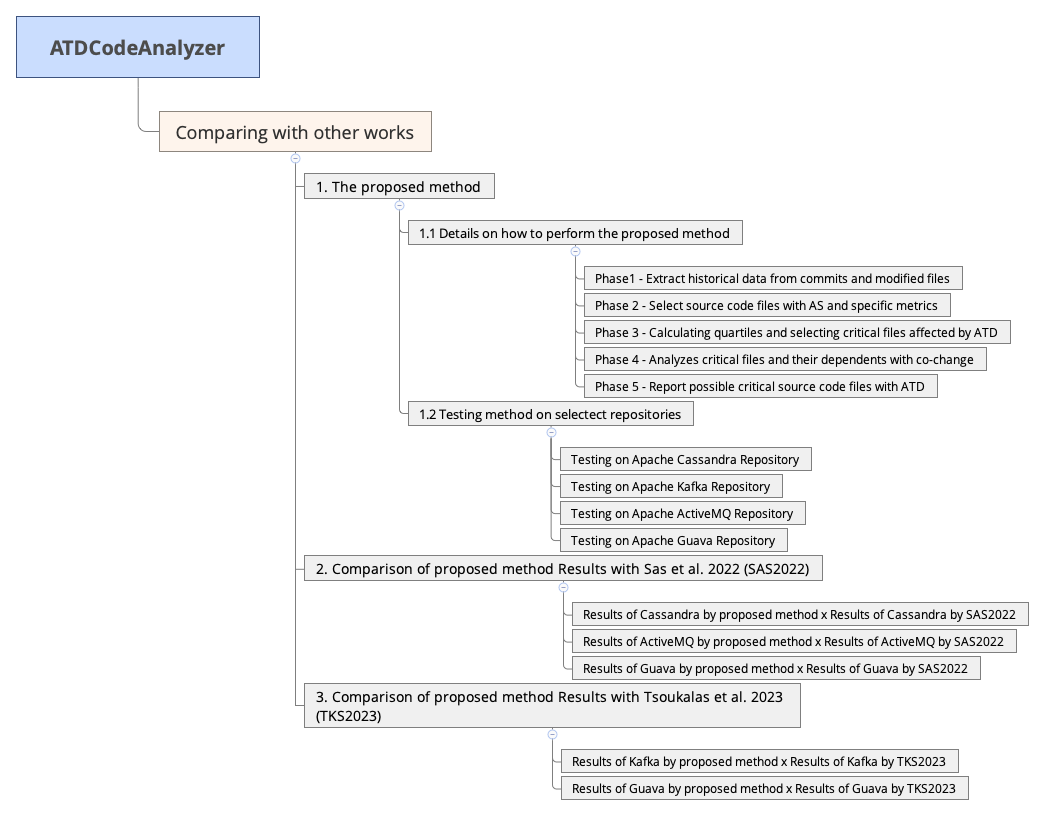 ATDCodeAnalyzer
Comparing with other works
1. The proposed method
1.1 Details on how to perform the proposed method
Phase1 - Extract historical data from commits and modified files
Phase 2 - Select source code files with AS and specific metrics
Phase 3 - Calculating quartiles and selecting critical files affected by ATD
Phase 4 - Analyzes critical files and their dependents with co-change
Phase 5 - Report possible critical source code files with ATD
1.2 Testing method on selectect repositories
Testing on Apache Cassandra Repository
Testing on Apache Kafka Repository
Testing on Apache ActiveMQ Repository
Testing on Apache Guava Repository
2. Comparison of proposed method Results with Sas et al. 2022 (SAS2022)
Results of Cassandra by proposed method x Results of Cassandra by SAS2022
Results of ActiveMQ by proposed method x Results of ActiveMQ by SAS2022
Results of Guava by proposed method x Results of Guava by SAS2022
3. Comparison of proposed method Results with Tsoukalas et al. 2023
(TKS2023)
Results of Kafka by proposed method x Results of Kafka by TKS2023
Results of Guava by proposed method x Results of Guava by TKS2023